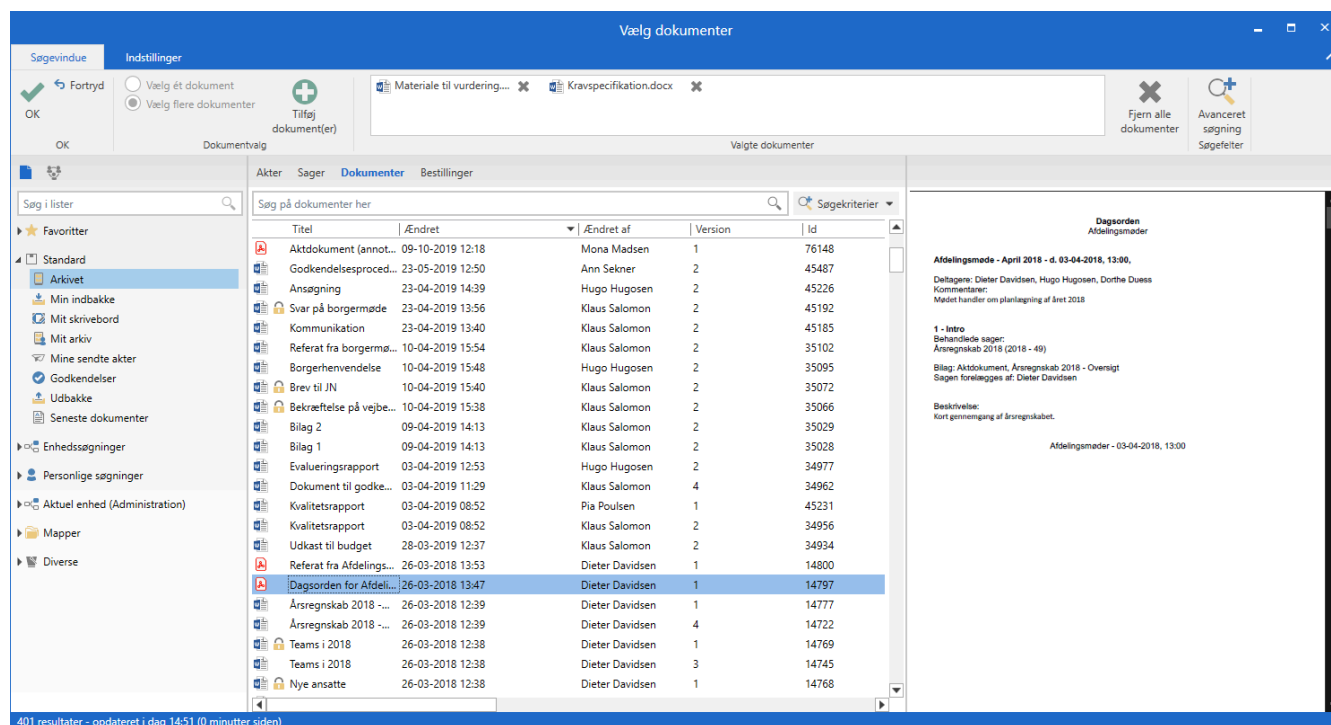 Vælg dokumenter
Søgevindue Indstillinger
OK
Fortryd
OK
Vælg ét dokument
Vælg flere dokumenter
Tilføj
dokument(er)
Dokumentvalg
Materiale til vurdering.... Kravspecifikation.docx
Valgte dokumenter
Fjern alle
dokumenter
Avanceret
søgning
Søgefelter
Søg i lister
Favoritter
Standard
Arkivet
Min indbakke
Mit skrivebord
Mit arkiv
Mine sendte akter
Godkendelser
Udbakke
Seneste dokumenter
Enhedssøgninger
Personlige søgninger
Aktuel enhed (Administration)
Mapper
Diverse
Akter Sager Dokumenter Bestillinger
Søg på dokumenter her Søgekriterier
Titel Ændret Ændret af Version Id
Aktdokument (annot... 09-10-2019 12:18 Mona Madsen 1 76148
Godkendelsesproced... 23-05-2019 12:50 Ann Sekner 2 45487
Ansøgning 23-04-2019 14:39 Hugo Hugosen 2 45226
Svar på borgermøde 23-04-2019 13:56 Klaus Salomon 2 45192
Kommunikation 23-04-2019 13:40 Klaus Salomon 2 45185
Referat fra borgermø... 10-04-2019 15:54 Klaus Salomon 2 35102
Borgerhenvendelse 10-04-2019 15:48 Hugo Hugosen 2 35095
Brev til JN 10-04-2019 15:40 Klaus Salomon 2 35072
Bekræftelse på vejbe... 10-04-2019 15:38 Klaus Salomon 2 35066
Bilag 2 09-04-2019 14:13 Klaus Salomon 2 35029
Bilag 1 09-04-2019 14:13 Klaus Salomon 2 35028
Evalueringsrapport 03-04-2019 12:53 Hugo Hugosen 2 34977
Dokument til godke... 03-04-2019 11:29 Klaus Salomon 4 34962
Kvalitetsrapport 03-04-2019 08:52 Pia Poulsen 1 45231
Kvalitetsrapport 03-04-2019 08:52 Klaus Salomon 2 34956
Udkast til budget 28-03-2019 12:37 Klaus Salomon 2 34934
Referat fra Afdelings... 26-03-2018 13:53 Dieter Davidsen 1 14800
Dagsorden for Afdeli... 26-03-2018 13:47 Dieter Davidsen 1 14797
Årsregnskab 2018 -... 26-03-2018 12:39 Dieter Davidsen 1 14777
Årsregnskab 2018 -... 26-03-2018 12:39 Dieter Davidsen 4 14722
Teams i 2018 26-03-2018 12:38 Dieter Davidsen 1 14769
Teams i 2018 26-03-2018 12:38 Dieter Davidsen 3 14745
Nye ansatte 26-03-2018 12:38 Dieter Davidsen 1 14768
Dagsorden
Afdelingsmøder
Afdelingsmøde - April 2018 - d. 03-04-2018, 13:00,
Deltagere: Dieter Davidsen, Hugo Hugosen, Dorthe Duess
Kommentarer:
Mødet handler om planlægning af året 2018
1 - Intro
Behandlede sager:
Årsregnskab 2018 (2018 - 49)
Bilag: Aktdokument, Årsregnskab 2018 - Oversigt
Sagen forelægges af: Dieter Davidsen
Beskrivelse:
Kort gennemgang af årsregnskabet.
Afdelingsmøder - 03-04-2018, 13:00
401 resultater - opdateret i dag 14:51 (0 minutter siden)